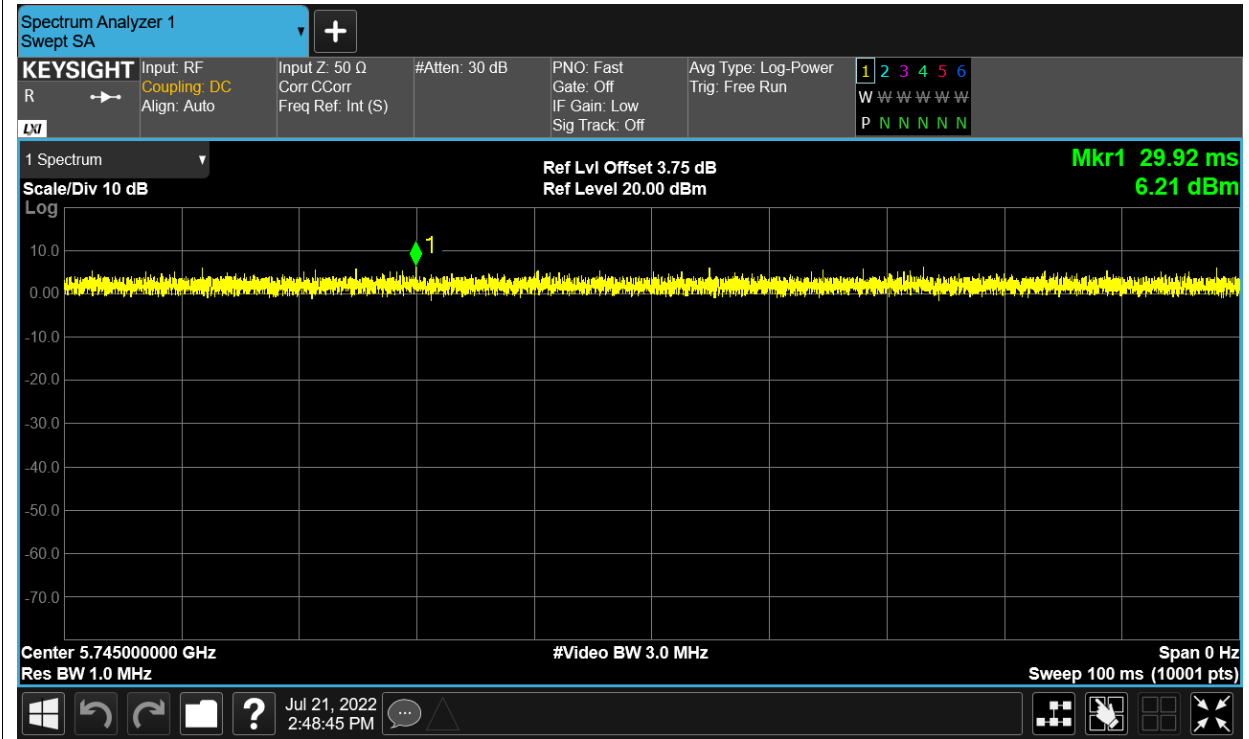 Spectrum Analyzer 1
Swept SA
KEYSIGHT
R
LXI
Input: RF
Coupling: DC
Align: Auto
Input Z: 50 Ω
Corr CCorr
Freq Ref: Int (S)
#Atten: 30 dB
PNO: Fast
Gate: Off
IF Gain: Low
Sig Track: Off
Avg Type: Log-Power
Trig: Free Run
1 2 3 4 5 6
W W W W W W
P N N N N N
1 Spectrum
Scale/Div 10 dB
Log
Ref Lvl Offset 3.75 dB
Ref Level 20.00 dBm
Mkr1 29.92 ms
6.21 dBm
1
10.0
0.00
-10.0
-20.0
-30.0
-40.0
-50.0
-60.0
-70.0
Center 5.745000000 GHz
Res BW 1.0 MHz
#Video BW 3.0 MHz
Span 0 Hz
Sweep 100 ms (10001 pts)
?
Jul 21, 2022
2:48:45 PM